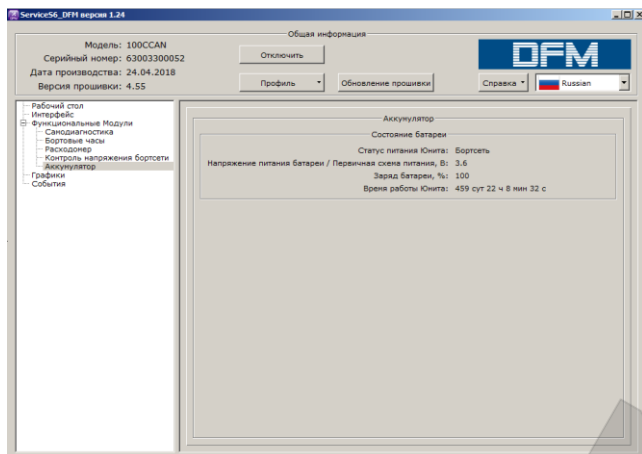 ServiceS6_DFM версия 1.24
Общая информация
Модель: 100CCAN
Серийный номер: 63003300052
Дата производства: 24.04.2018
Версия прошивки: 4.55
Отключить
Профиль
Обновление прошивки
DFM
Справка
Russian
Рабочий стол
Интерфейс
Функциональные Модули
Санодиагностика
Бортовые часы
Расходомер
Контроль напряжения бортсети
Аккумулятор
Графики
События
Аккумулятор
Состояние батареи
Статус питания Юнита: Бортсеть
Напряжение питания батареи / Первичная схема питания, В: 3.6
Заряд батареи, %: 100
Время работы Юнита: 459 сут 22 ч 8 мин 32 с